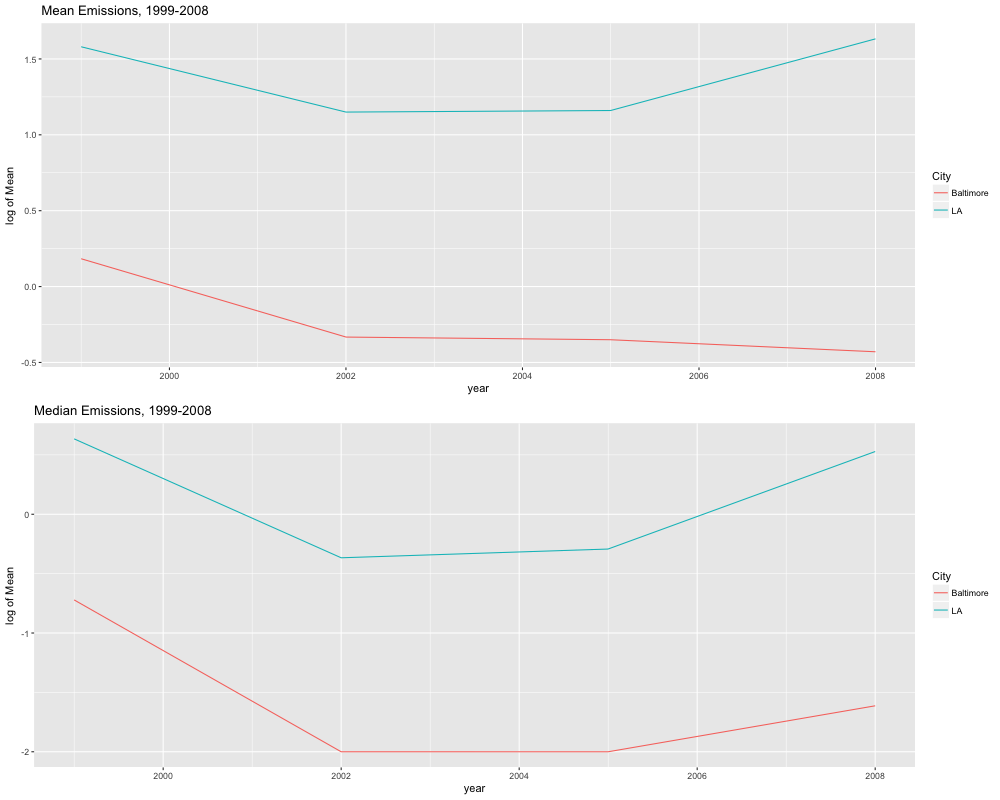 Mean Emissions, 1999-2008
log of Mean
1.5
1.0
0.5
0.0
-0.5
2000
2002
2004
2006
2008
year
City
Baltimore
LA
Median Emissions, 1999-2008
log of Mean
0
-1
-2
2000
2002
2004
2006
2008
year
City
Baltimore
LA